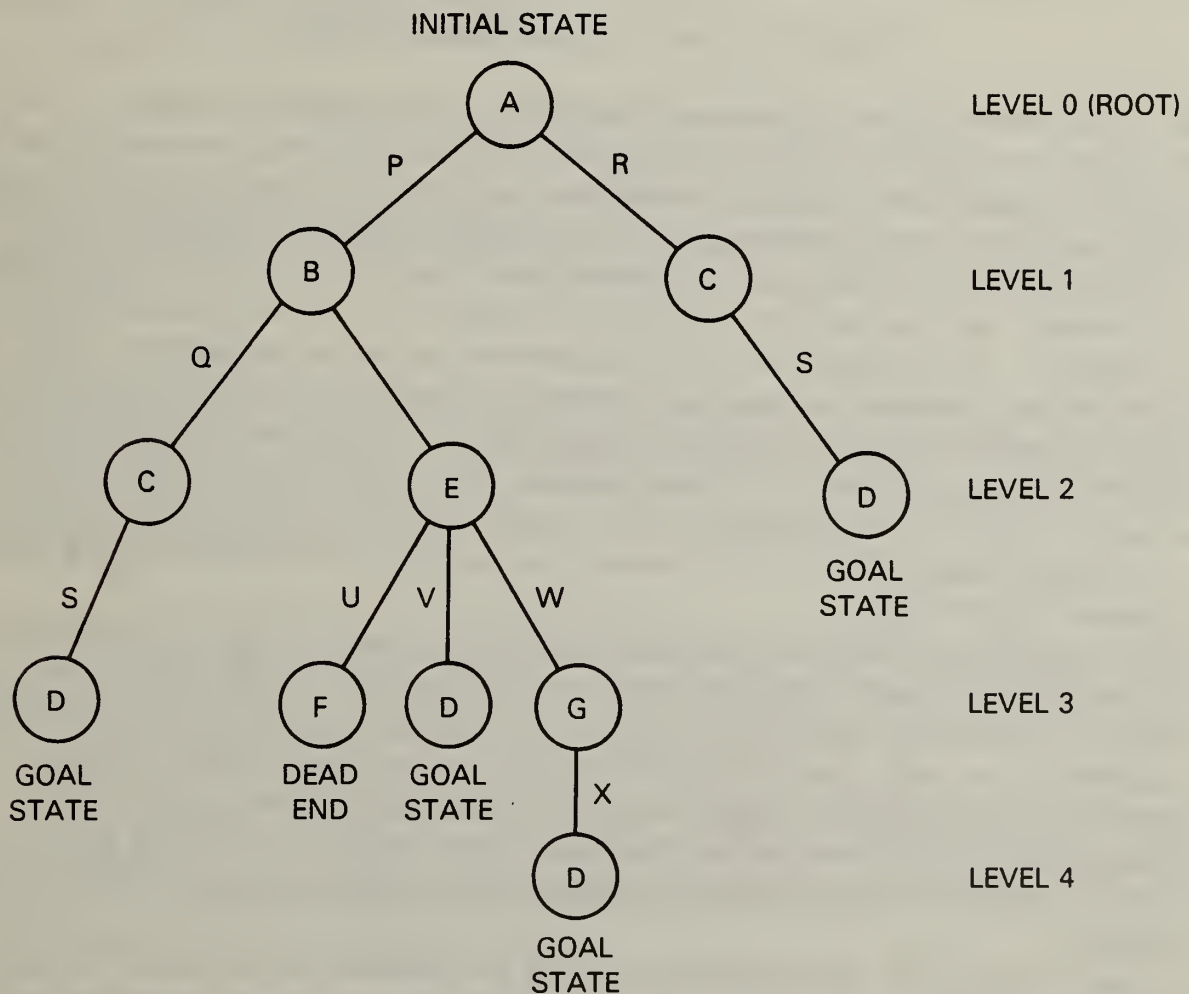 INITIAL STATE
A
LEVEL 0 (ROOT)
P
R
B
C
LEVEL 1
Q
S
C
E
D
LEVEL 2
GOAL
STATE
S
U
V
W
D
F
D
G
LEVEL 3
GOAL
STATE
DEAD
END
GOAL
STATE
X
D
LEVEL 4
GOAL
STATE